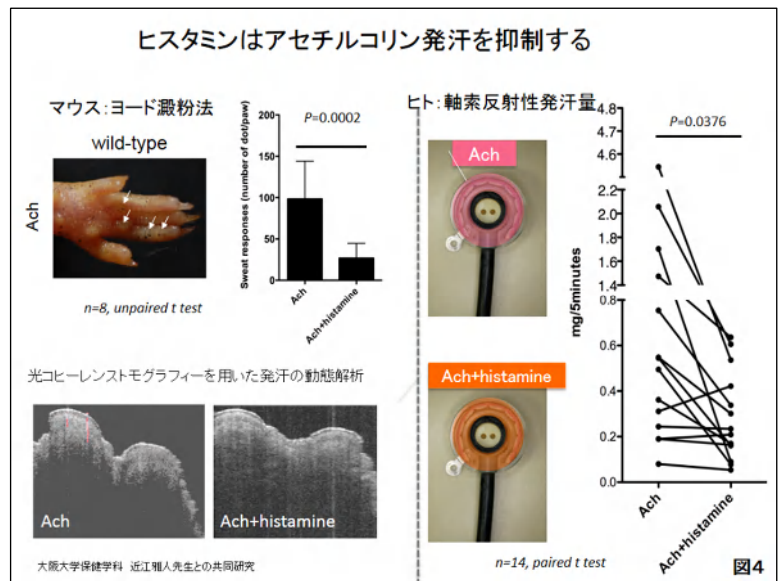 ヒスタミンはアセチルコリン発汗を抑制する
マウス:ヨード澱粉法
wild-type
Ach
n=8, unpaired t test
Sweat responses (number of dot/paw)
200
150
100
50
0
P=0.0002
Ach
Ach+histamine
光コヒーレンストモグラフィーを用いた発汗の動態解析
Ach
Ach+histamine
大阪大学保健学科 近江雅人先生との共同研究
ヒト:軸索反射性発汗量
Ach
Ach+histamine
mg/5minutes
4.8
4.7
4.6
2.2
2.0
1.8
1.6
1.4
0.8
0.6
0.4
0.2
0.0
P=0.0376
Ach
Ach+histamine
n=14, paired t test
図4